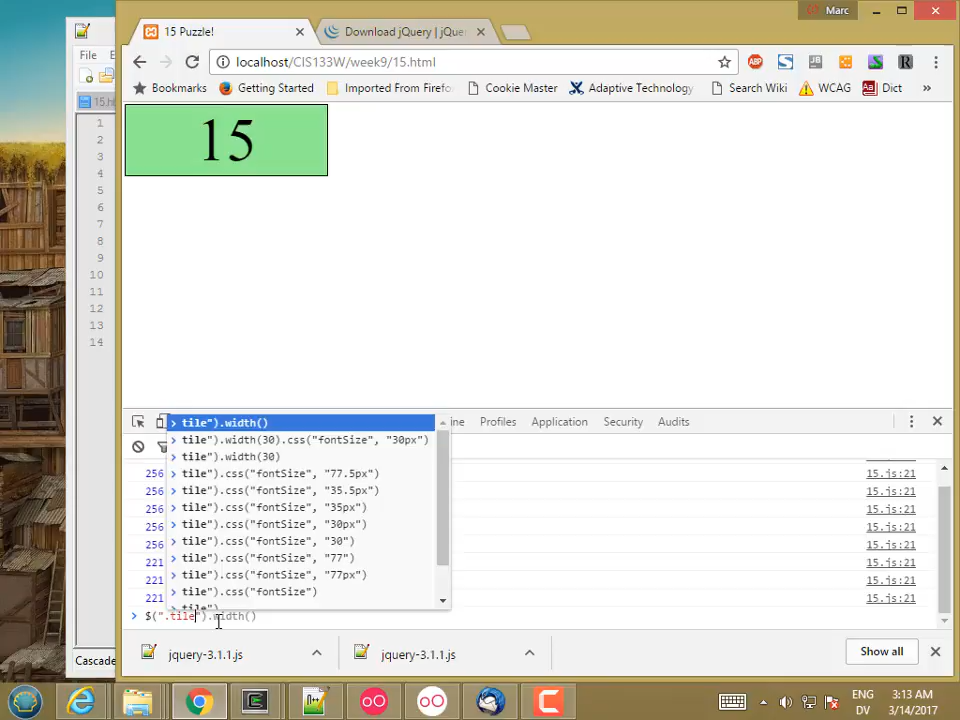 Marc
15 Puzzle!
Download jQuery | jQue
File
localhost/CIS133W/week9/15.html
ABP
JB
R
Bookmarks
Getting Started
Imported From Firefo
Cookie Master
Adaptive Technology
Search Wiki
WCAG
Aa Dict
»
15.h
1
2
3
4
5
6
7
8
9
10
11
12
13
14
15
Profiles
Application
Security
Audits
tile").width()
tile").width(30).css("fontSize", "30px")
tile").width(30)
tile").css("fontSize", "77.5px")
tile").css("fontSize", "35.5px")
tile").css("fontSize", "35px")
tile").css("fontSize", "30px")
tile").css("fontSize", "30")
tile").css("fontSize", "77")
tile").css("fontSize", "77px")
tile").css("fontSize")
tile").
256 15.js:21
256 15.js:21
256 15.js:21
256 15.js:21
256 15.js:21
221 15.js:21
221 15.js:21
221 15.js:21
> $(".tile").width()
Cascade
jquery-3.1.1.js
jquery-3.1.1.js
Show all
ENG
DV
3:13 AM
3/14/2017